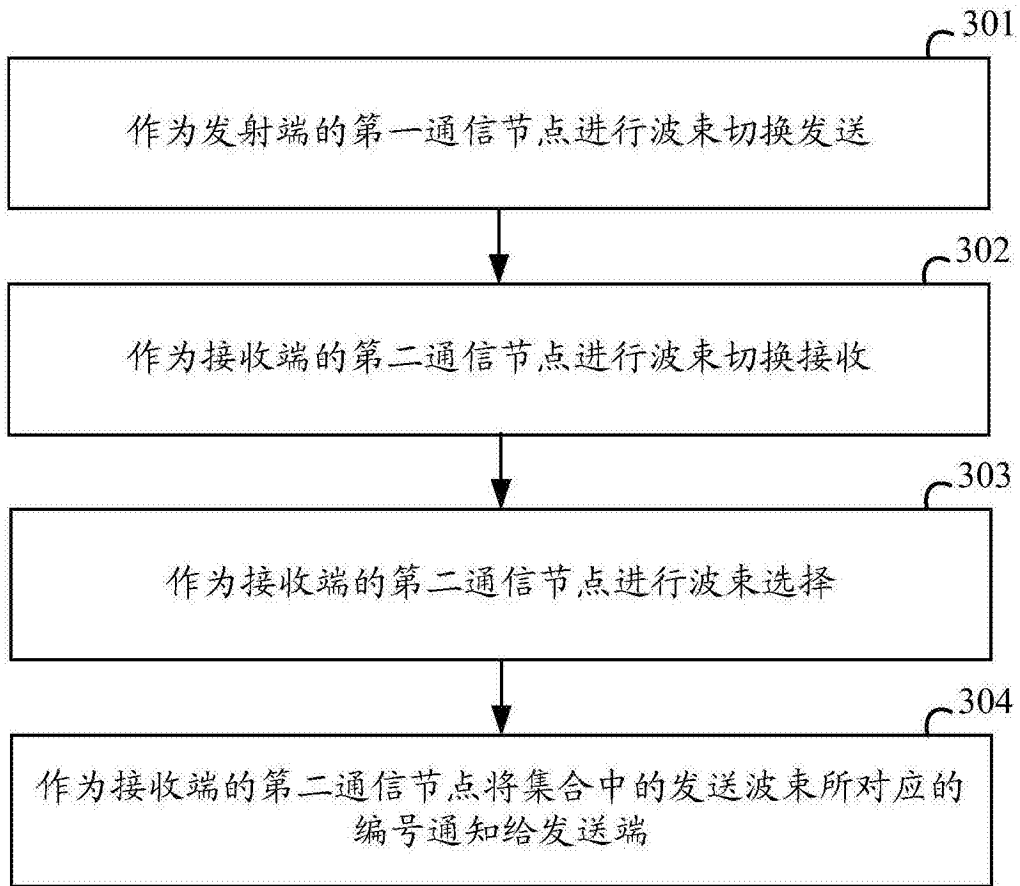 301
作为发射端的第一通信节点进行波束切换发送
302
作为接收端的第二通信节点进行波束切换接收
303
作为接收端的第二通信节点进行波束选择
304
作为接收端的第二通信节点将集合中的发送波束所对应的
编号通知给发送端